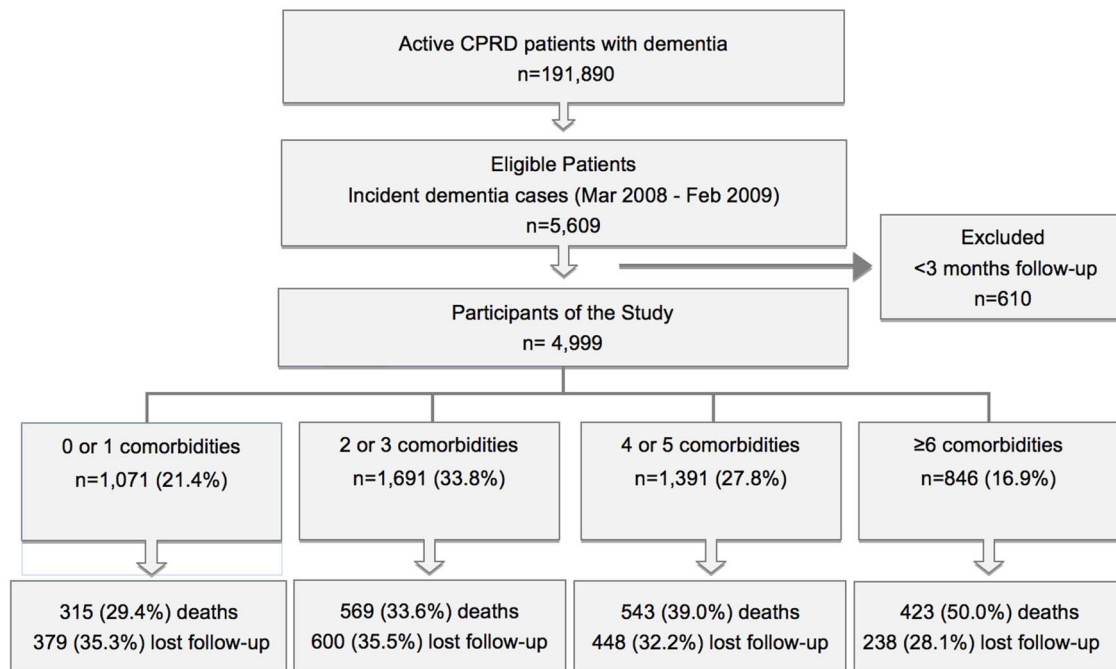 Active CPRD patients with dementia
n=191,890
Eligible Patients
Incident dementia cases (Mar 2008 - Feb 2009)
n=5,609
Excluded
<3 months follow-up
n=610
Participants of the Study
n= 4,999
0 or 1 comorbidities
n=1,071 (21.4%)
2 or 3 comorbidities
n=1,691 (33.8%)
4 or 5 comorbidities
n=1,391 (27.8%)
≥6 comorbidities
n=846 (16.9%)
315 (29.4%) deaths
379 (35.3%) lost follow-up
569 (33.6%) deaths
600 (35.5%) lost follow-up
543 (39.0%) deaths
448 (32.2%) lost follow-up
423 (50.0%) deaths
238 (28.1%) lost follow-up